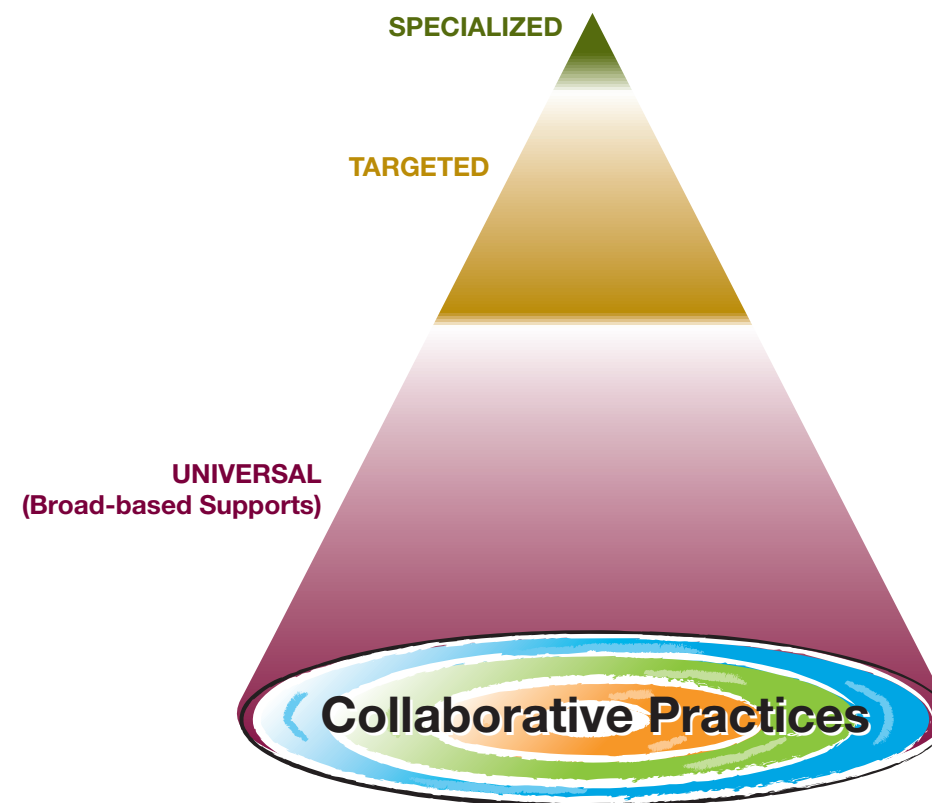 SPECIALIZED
TARGETED
UNIVERSAL
(Broad-based Supports)
Collaborative Practices